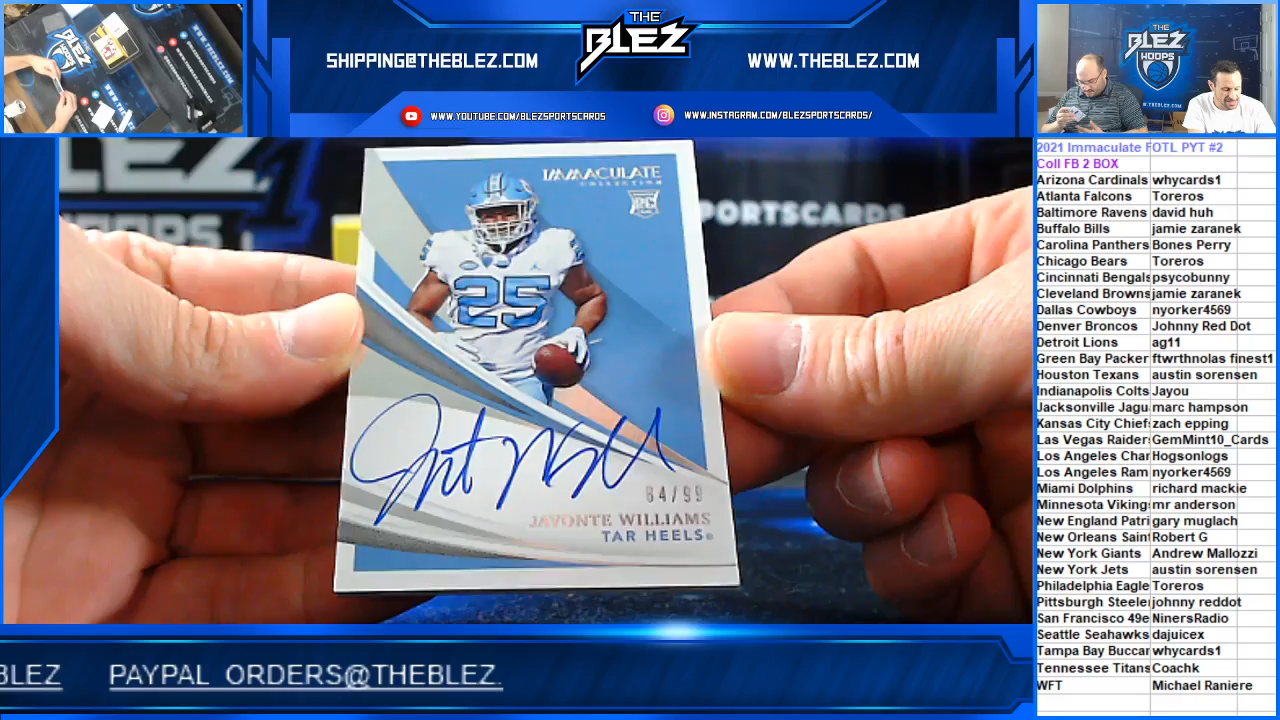 THE
BLEZ
SHIPPING@THEBLEZ.COM
WWW.THEBLEZ.COM
WWW.YOUTUBE.COM/BLEZSPORTSCARDS
WWW.INSTAGRAM.COM/BLEZSPORTSCARDS/
THE
BLEZ
HOOPS
BLEZ
HOOPS
PORTSCARDS
IMMACULATE
COLLECTION
RC
25
84/99
JAVONTE WILLIAMS
TAR HEELS
BLEZ PAYPAL ORDERS@THEBLEZ.
2021 Immaculate FOTL PYT #2
Coll FB 2 BOX
Arizona Cardinals whycards1
Atlanta Falcons Toreros
Baltimore Ravens david huh
Buffalo Bills jamie zaranek
Carolina Panthers Bones Perry
Chicago Bears Toreros
Cincinnati Bengals psycobunny
Cleveland Browns jamie zaranek
Dallas Cowboys nyorker4569
Denver Broncos Johnny Red Dot
Detroit Lions ag11
Green Bay Packer ftwrthnolas finest1
Houston Texans austin sorensen
Indianapolis Colts Jayou
Jacksonville Jagu marc hampson
Kansas City Chief zach epping
Las Vegas Raider GemMint10_Cards
Los Angeles Char Hogsonlogs
Los Angeles Ram nyorker4569
Miami Dolphins richard mackie
Minnesota Viking mr anderson
New England Patri gary muglach
New Orleans Saint Robert G
New York Giants Andrew Mallozzi
New York Jets austin sorensen
Philadelphia Eagle Toreros
Pittsburgh Steele johnny reddot
San Francisco 49e NinersRadio
Seattle Seahawks dajuicex
Tampa Bay Buccan whycards1
Tennessee Titans Coachk
WFT Michael Raniere